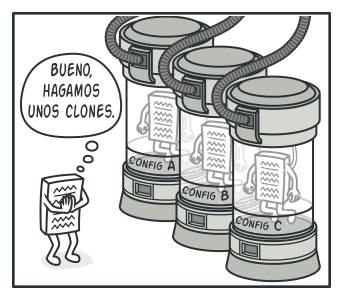 BUENO,
HAGAMOS
UNOS CLONES.
CONFIG A
CONFIG B
CONFIG C